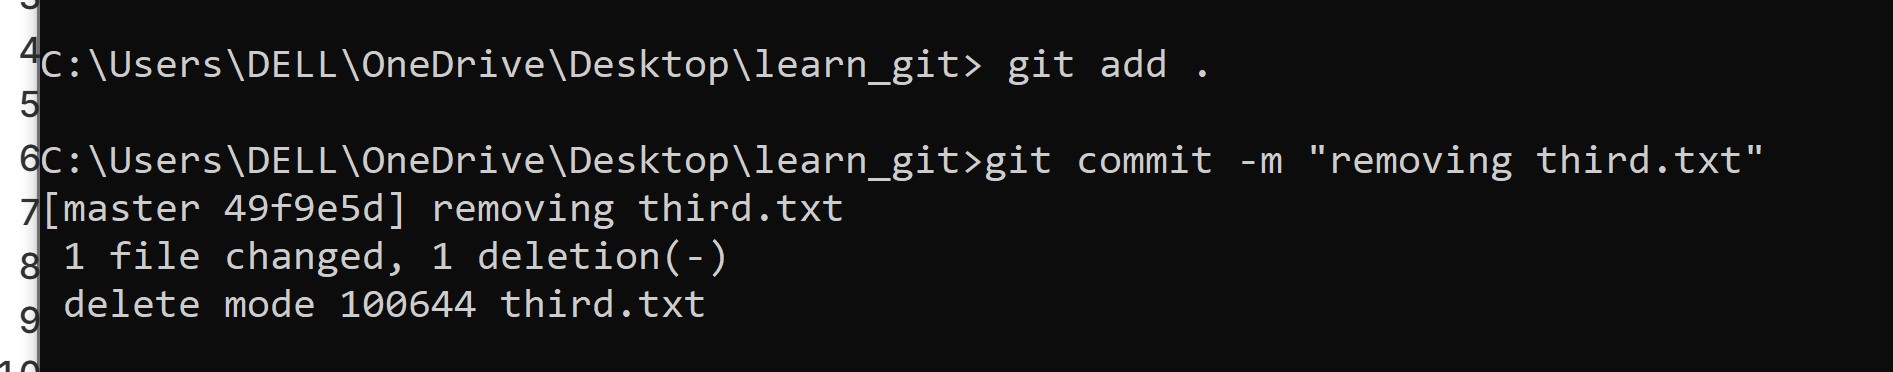 4
C:\Users\DELL\OneDrive\Desktop\learn_git> git add .
5
6
C:\Users\DELL\OneDrive\Desktop\learn_git>git commit -m "removing third.txt"
7
[master 49f9e5d] removing third.txt
8
 1 file changed, 1 deletion(-)
9
 delete mode 100644 third.txt